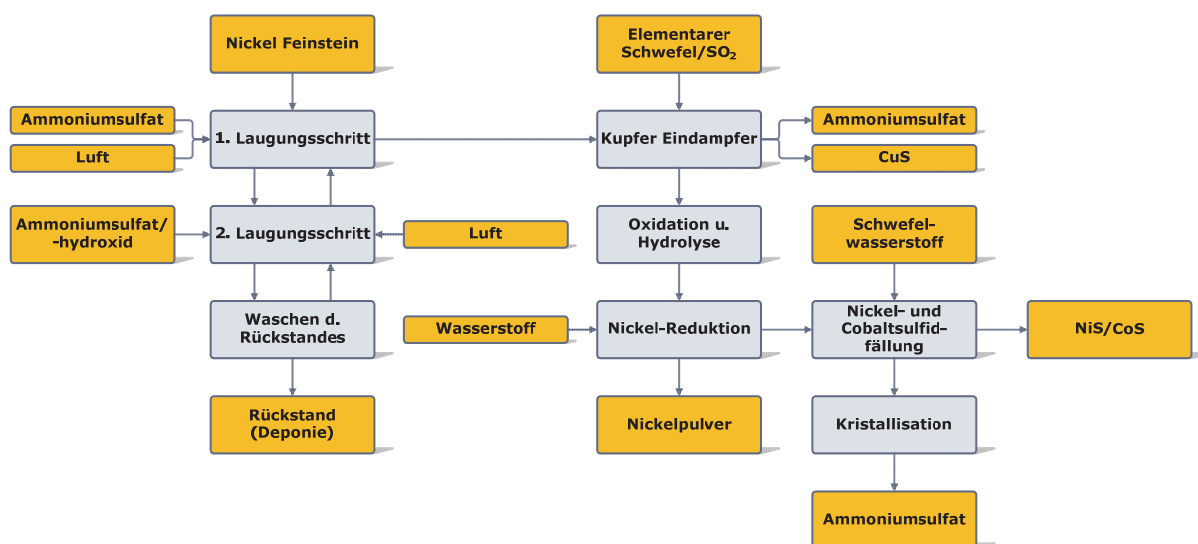 Nickel Feinstein
Elementarer
Schwefel/SO₂
Ammoniumsulfat
Luft
1. Laugungsschritt
Kupfer Eindampfer
Ammoniumsulfat
CuS
Ammoniumsulfat/
-hydroxid
2. Laugungsschritt
Luft
Oxidation u.
Hydrolyse
Schwefel-
wasserstoff
Waschen d.
Rückstandes
Wasserstoff
Nickel-Reduktion
Nickel- und
Cobaltsulfid-
fällung
NiS/CoS
Rückstand
(Deponie)
Nickelpulver
Kristallisation
Ammoniumsulfat